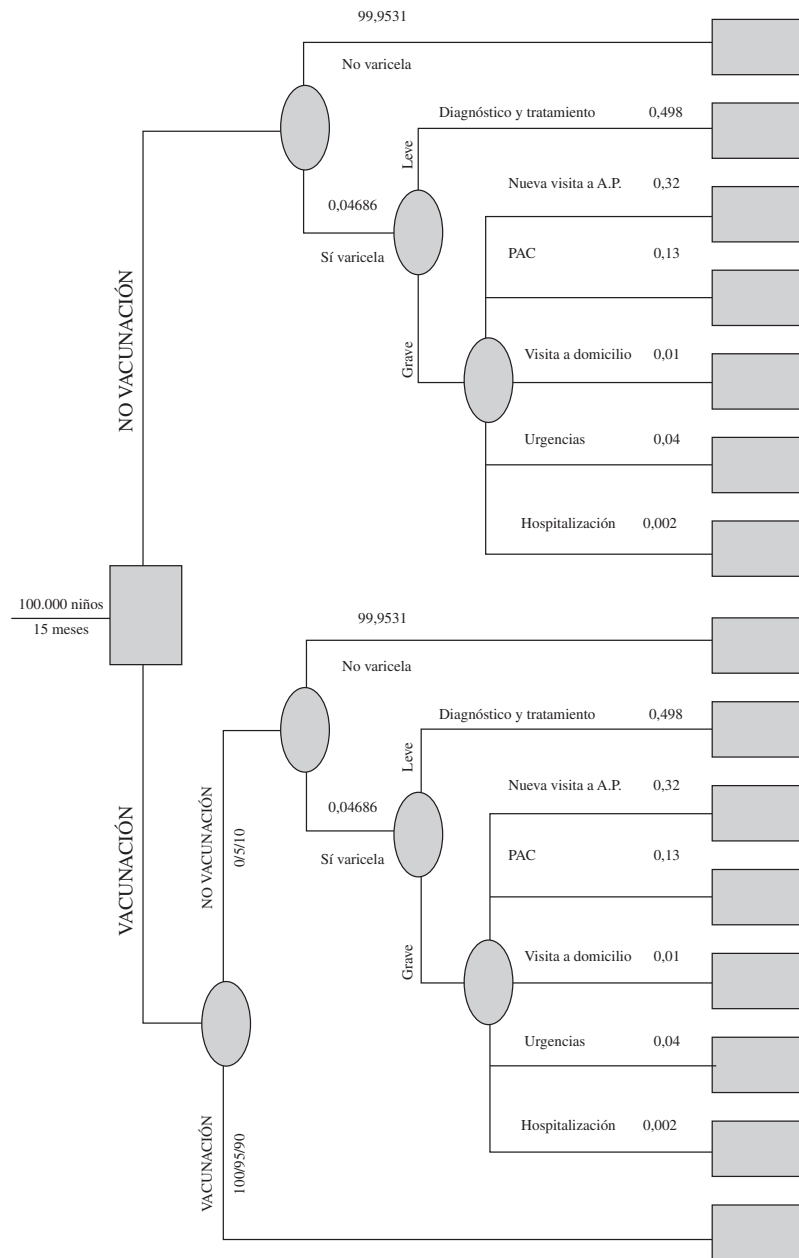 99,9531
No varicela
Diagnóstico y tratamiento 0,498
Leve
Nueva visita a A.P. 0,32
0,04686
Sí varicela
PAC 0,13
NO VACUNACIÓN
Grave
Visita a domicilio 0,01
Urgencias 0,04
Hospitalización 0,002
100.000 niños
15 meses
99,9531
No varicela
Diagnóstico y tratamiento 0,498
Leve
Nueva visita a A.P. 0,32
0,04686
Sí varicela
PAC 0,13
VACUNACIÓN
NO VACUNACIÓN
0/5/10
Grave
Visita a domicilio 0,01
Urgencias 0,04
Hospitalización 0,002
VACUNACIÓN
100/95/90